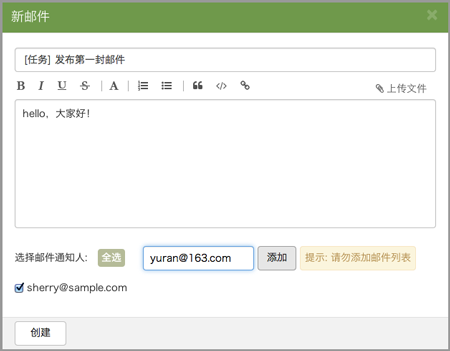 新邮件
[任务] 发布第一封邮件
B I U S A 上传文件
hello，大家好！
选择邮件通知人： 全选 yuran@163.com 添加 提示: 请勿添加邮件列表
sherry@sample.com
创建